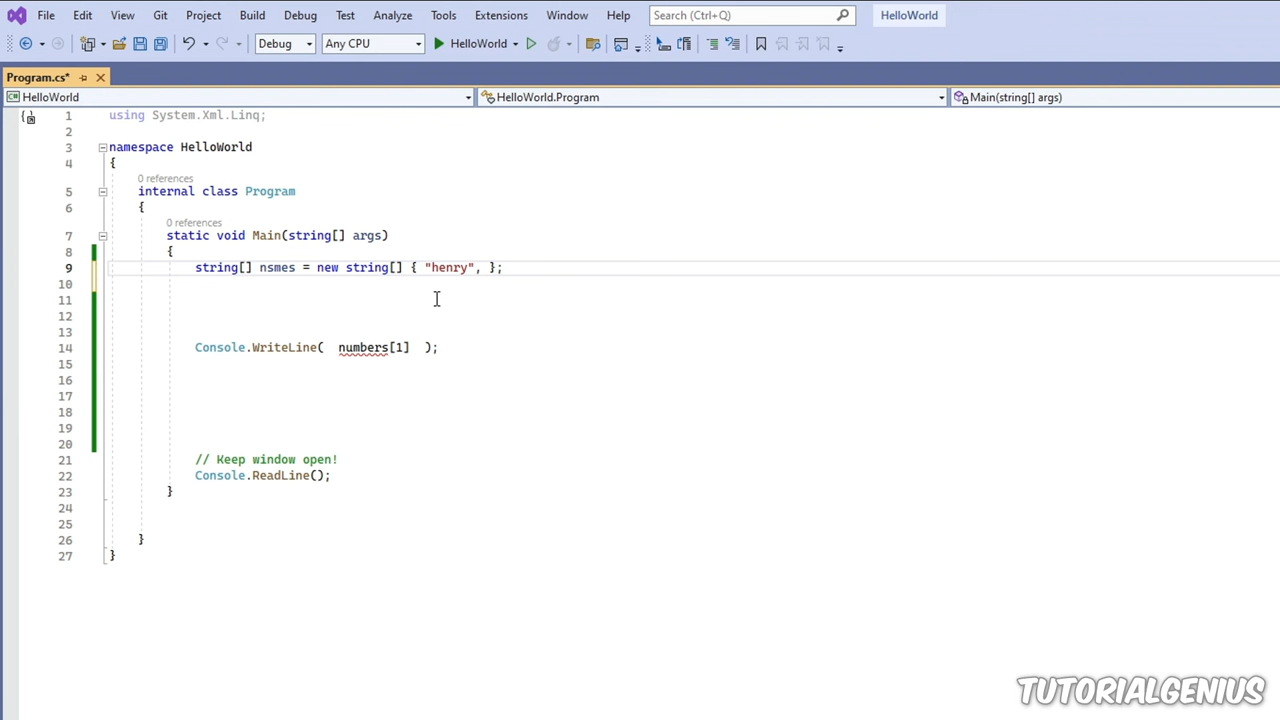 File Edit View Git Project Build Debug Test Analyze Tools Extensions Window Help Search (Ctrl+Q) HelloWorld
Debug Any CPU HelloWorld
Program.cs*
HelloWorld HelloWorld.Program Main(string[] args)
1 using System.Xml.Linq;
2
3 namespace HelloWorld
4 {
0 references
5 internal class Program
6 {
0 references
7 static void Main(string[] args)
8 {
9 string[] nsmes = new string[] { "henry", };
10
11
12
13
14 Console.WriteLine( numbers[1] );
15
16
17
18
19
20
21 // Keep window open!
22 Console.ReadLine();
23 }
24
25
26 }
27 }
TUTORIALGENIUS